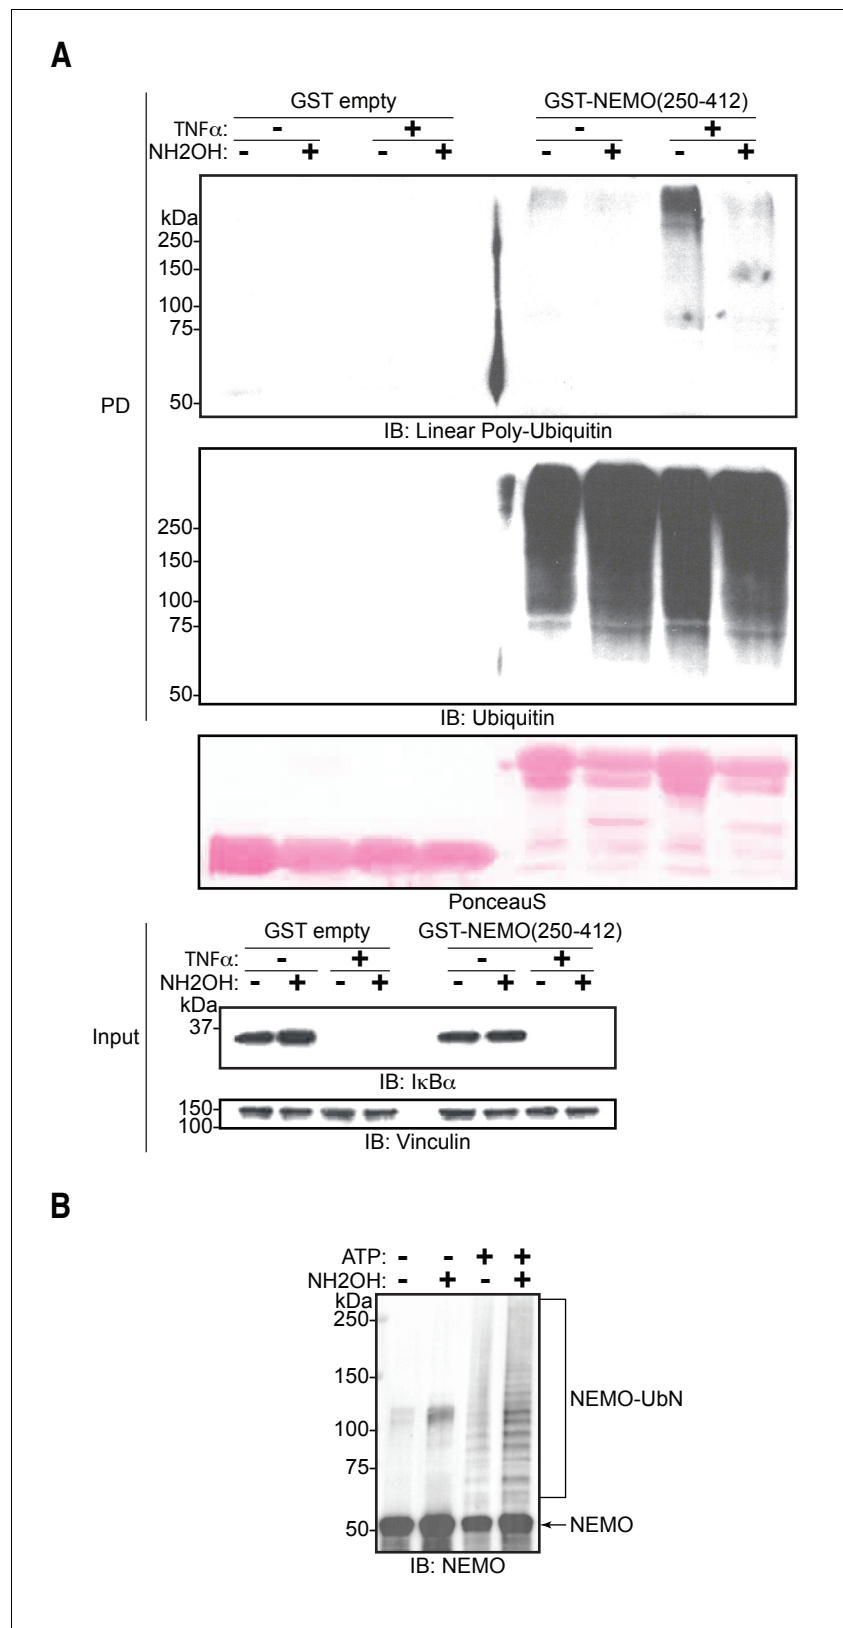 A
GST empty GST-NEMO(250-412)
TNFα: - + - +
NH2OH: - + - + - + - +
kDa
250
150
100
75
50
IB: Linear Poly-Ubiquitin
PD
250
150
100
75
50
IB: Ubiquitin
PonceauS
GST empty GST-NEMO(250-412)
TNFα: - + - +
NH2OH: - + - + - + - +
kDa
37
Input
IB: IκBα
150
100
IB: Vinculin
B
ATP: - - + +
NH2OH: - + - +
kDa
250
150
NEMO-UbN
100
75
50
NEMO
IB: NEMO